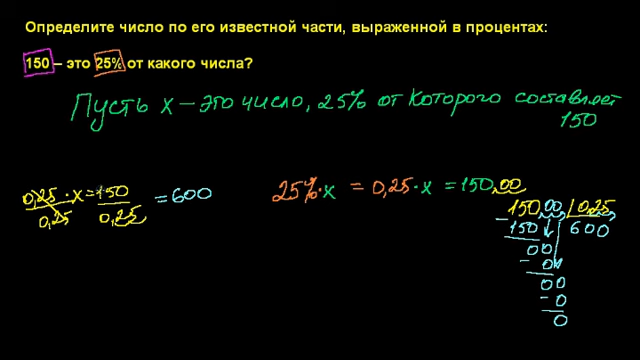 Определите число по его известной части, выраженной в процентах:
150 – это 25% от какого числа?
Пусть х – это число, 25% от которого составляет
150
0,25 · х = 150 = 600
0,25 0,25
25% · х = 0,25 · х = 150,00
150,00 0,25
- 150 600
00
- 0
00
- 0
0